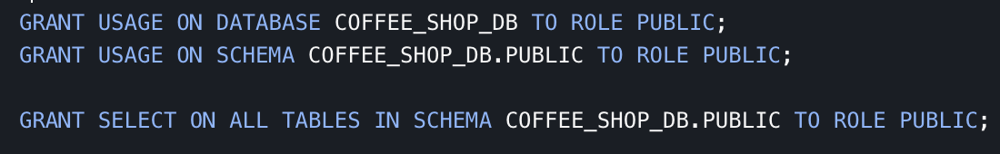 GRANT USAGE ON DATABASE COFFEE_SHOP_DB TO ROLE PUBLIC;
GRANT USAGE ON SCHEMA COFFEE_SHOP_DB.PUBLIC TO ROLE PUBLIC;
GRANT SELECT ON ALL TABLES IN SCHEMA COFFEE_SHOP_DB.PUBLIC TO ROLE PUBLIC;